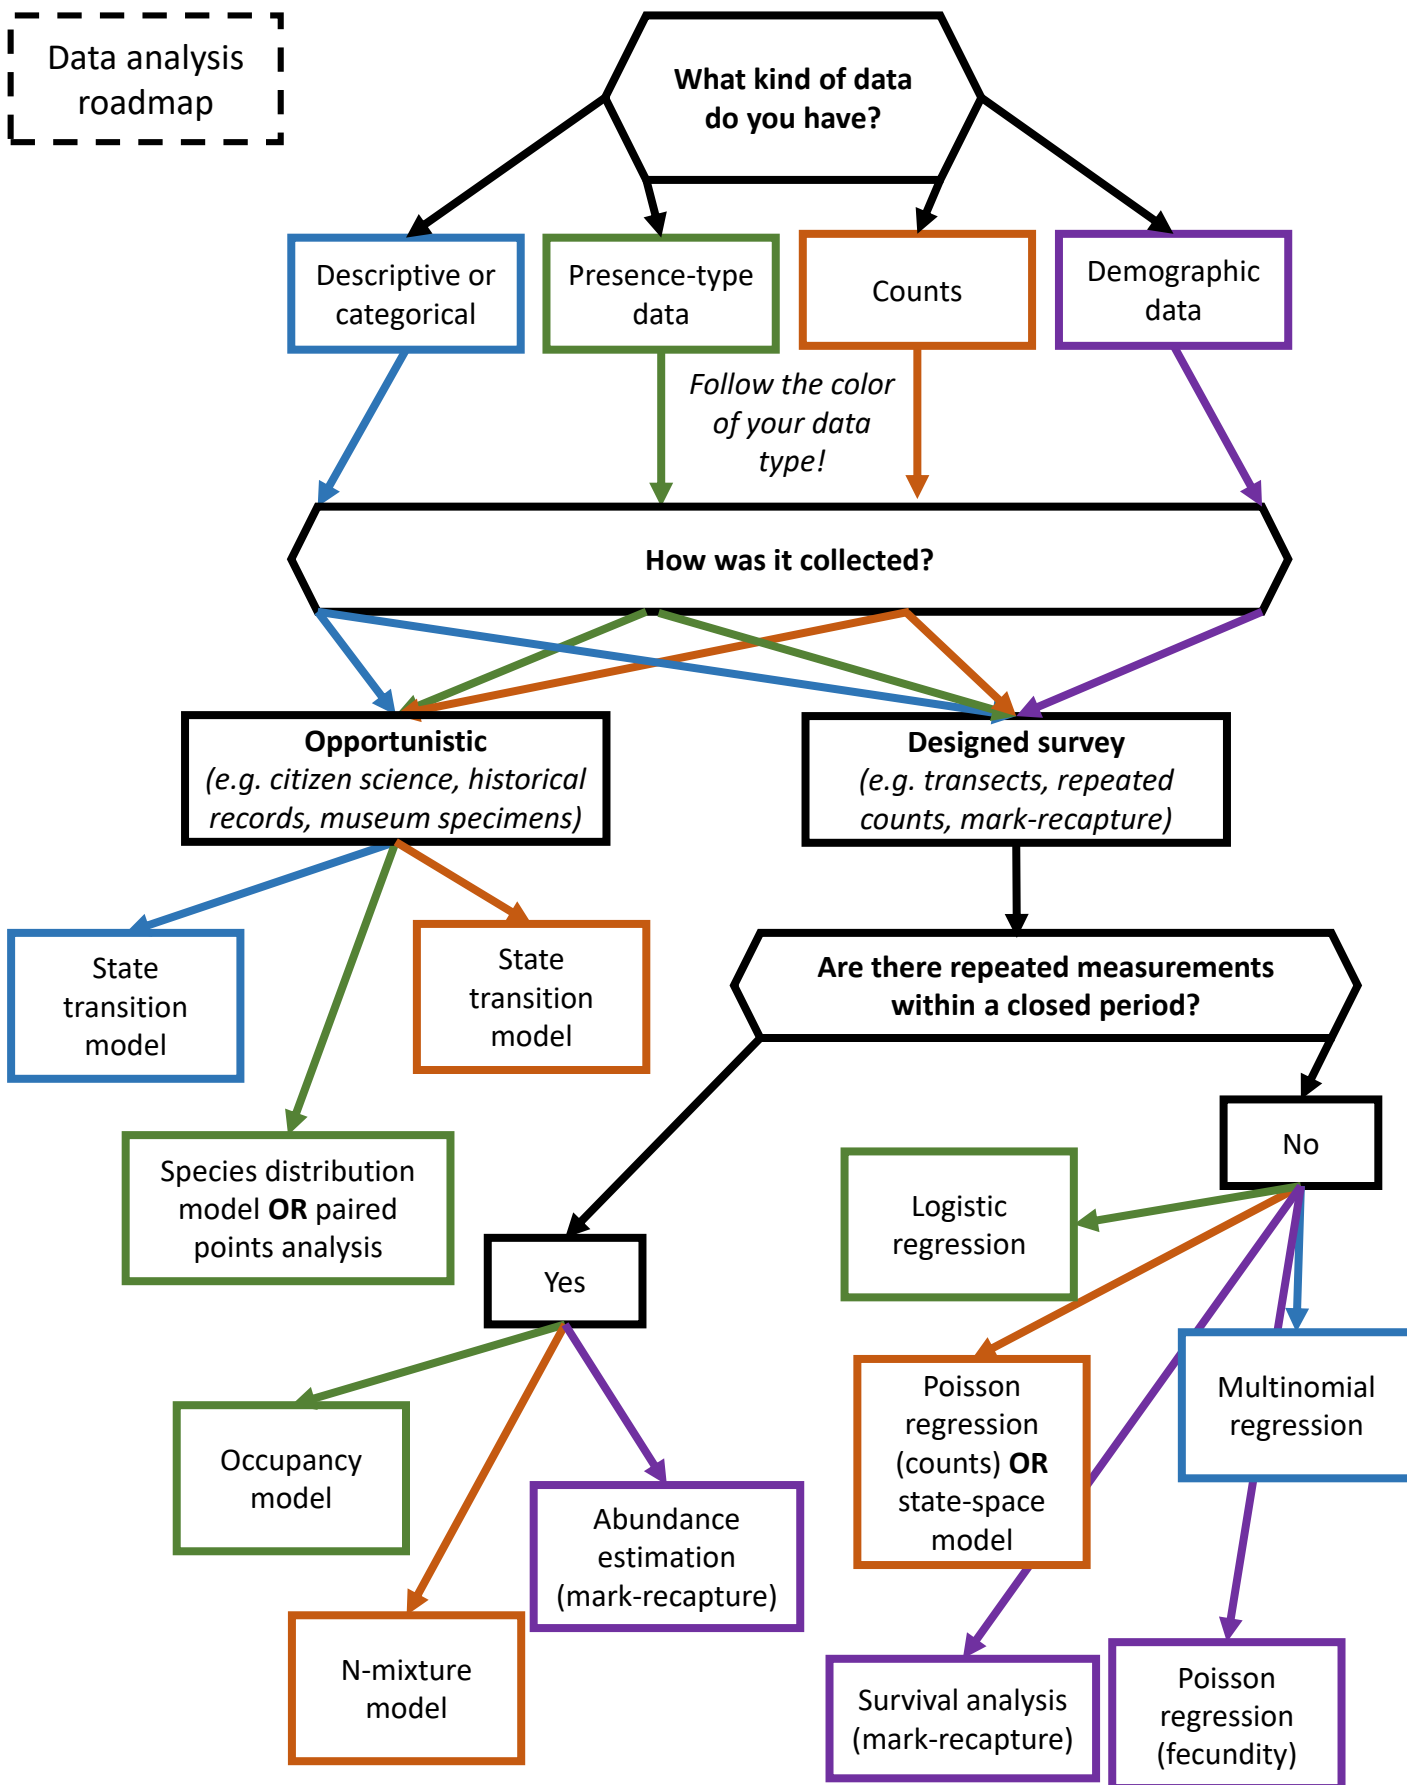 Data analysis
roadmap
What kind of data
do you have?
Descriptive or
categorical
Presence-type
data
Counts
Demographic
data
Follow the color
of your data
type!
How was it collected?
Opportunistic
(e.g. citizen science, historical
records, museum specimens)
Designed survey
(e.g. transects, repeated
counts, mark-recapture)
State
transition
model
State
transition
model
Are there repeated measurements
within a closed period?
Species distribution
model OR paired
points analysis
No
Logistic
regression
Yes
Poisson
regression
(counts) OR
state-space
model
Multinomial
regression
Occupancy
model
Abundance
estimation
(mark-recapture)
N-mixture
model
Survival analysis
(mark-recapture)
Poisson
regression
(fecundity)